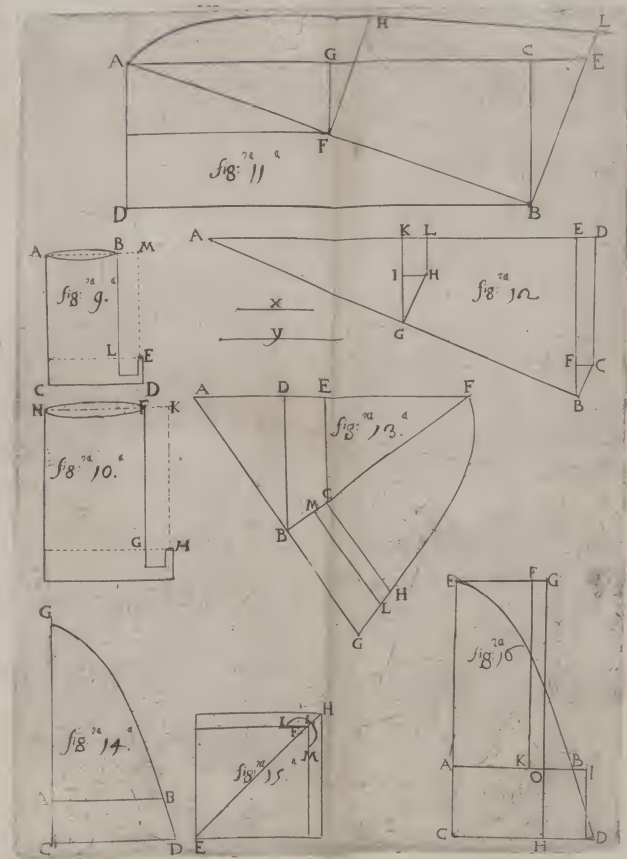 H L
A G C E
F
fig: ᵃ 11 ᵃ
D B
A B M
fig: ᵃ 9. ᵃ
L E
C D
A K L E D
I H
fig: ᵃ 12
G
F C
B
x
y
N F K
fig: ᵃ 10. ᵃ
G M
A D E F
fig: ᵃ 13. ᵃ
M C
B
L H
G
G
fig: ᵃ 14. ᵃ
B
C D
H
F
M
fig: ᵃ 15. ᵃ
E
E F G
fig: ᵃ 16
A K O B I
C H D